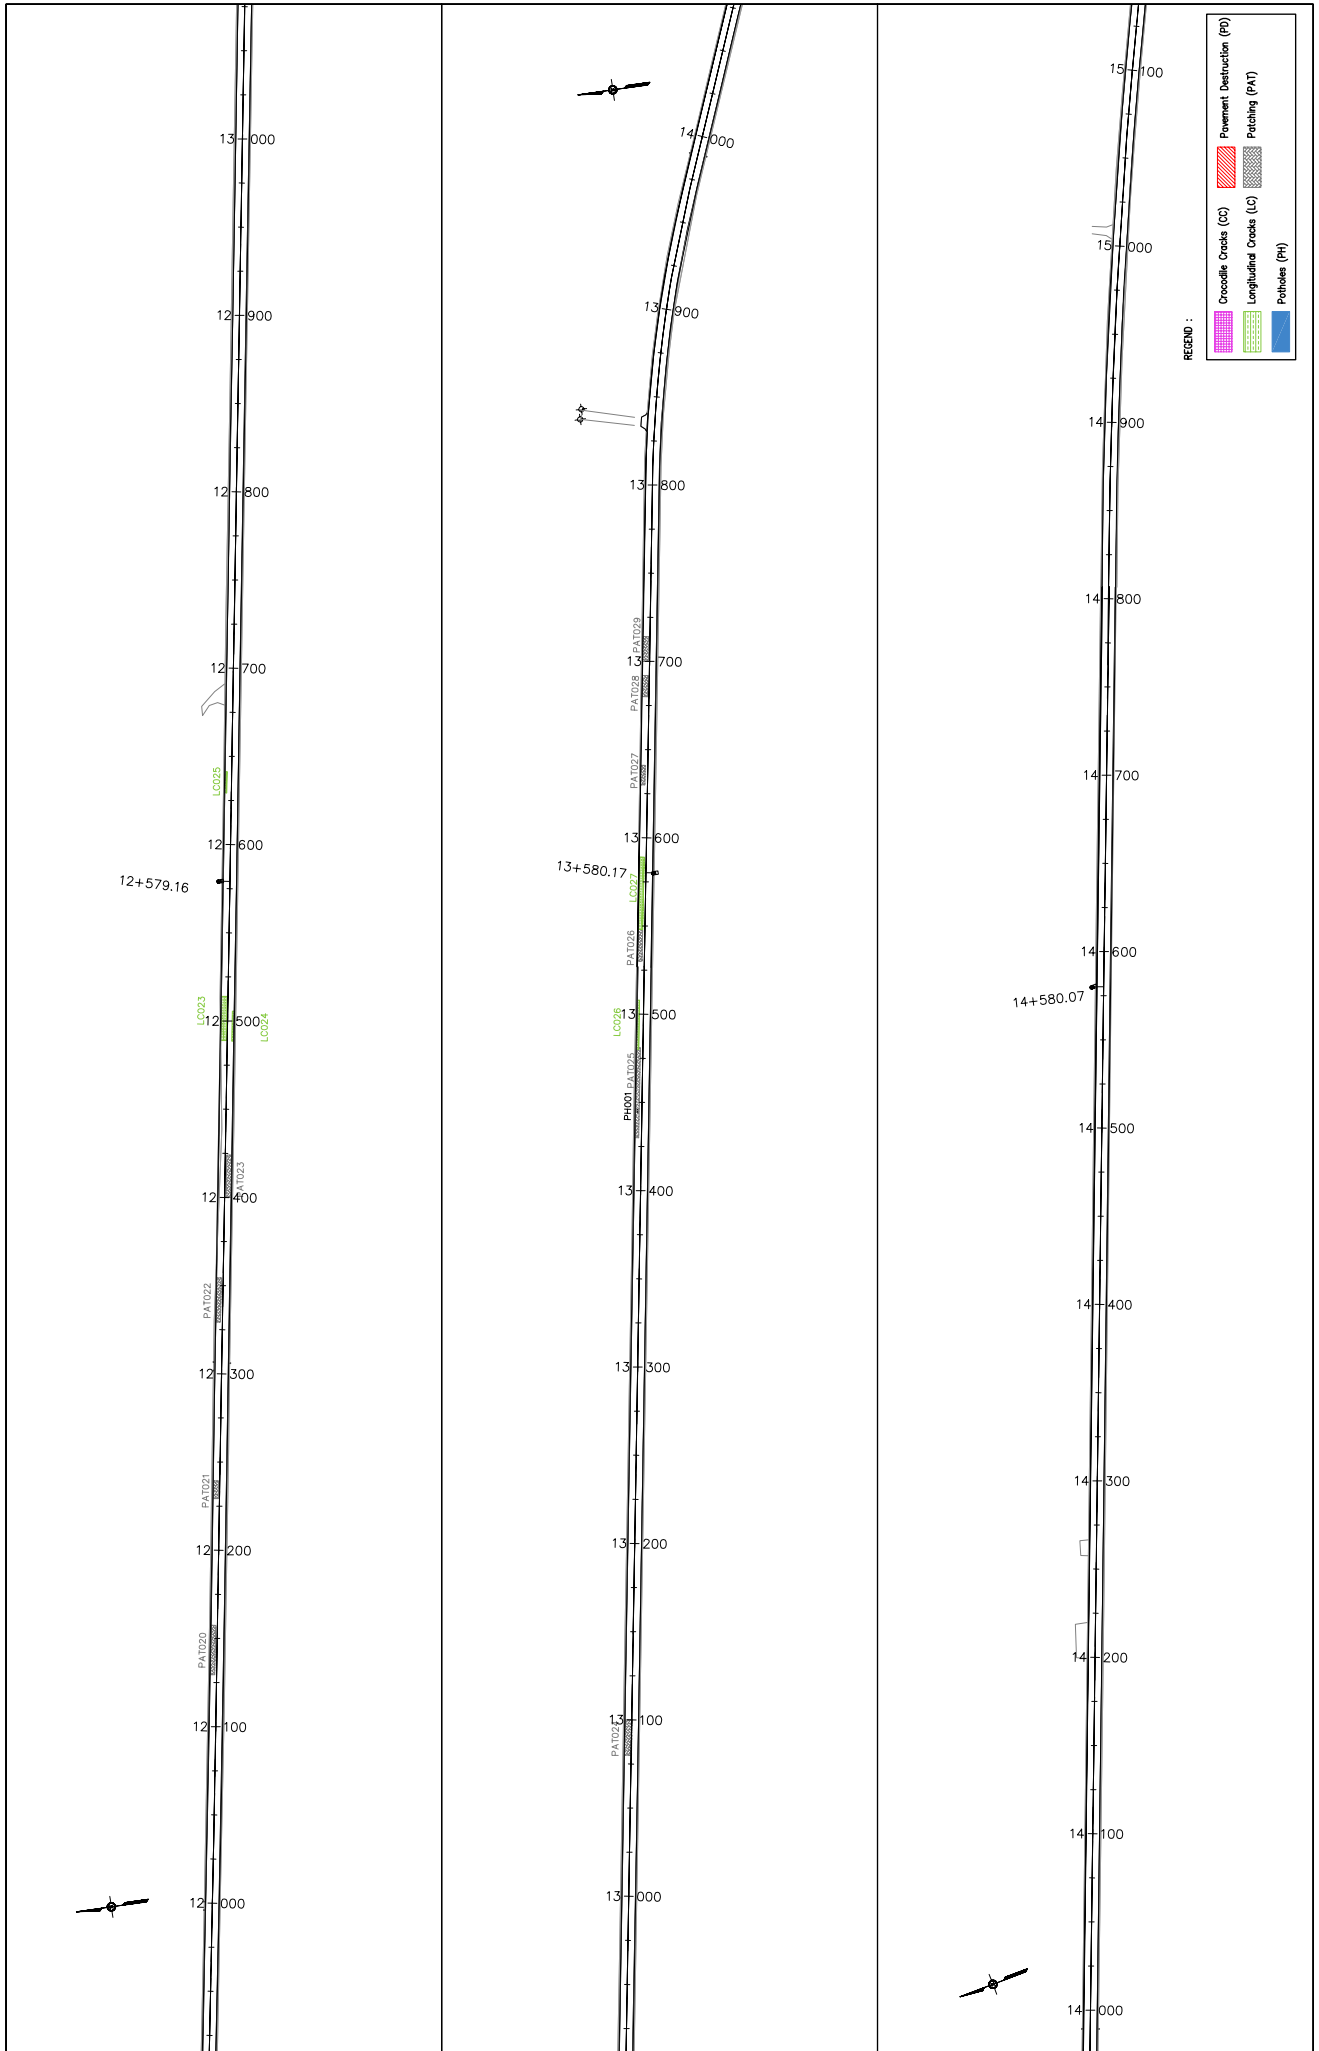 13 000
12 900
12 800
12 700
LC025
12 600
12+579.16
LC023
12 500
LC024
PAT023
12 400
PAT022
12 300
PAT021
12 200
PAT020
12 100
12 000
14 000
13 900
13 800
PAT029
13 700
PAT028
PAT027
13 600
13+580.17
LC027
PAT026
13 500
LC026
PAT025
PH001
13 400
13 300
13 200
13 100
PAT024
13 000
15 100
15 000
14 900
14 800
14 700
14 600
14+580.07
14 500
14 400
14 300
14 200
14 100
14 000
REGEND :
Crocodile Cracks (CC)
Pavement Destruction (PD)
Longitudinal Cracks (LC)
Patching (PAT)
Potholes (PH)